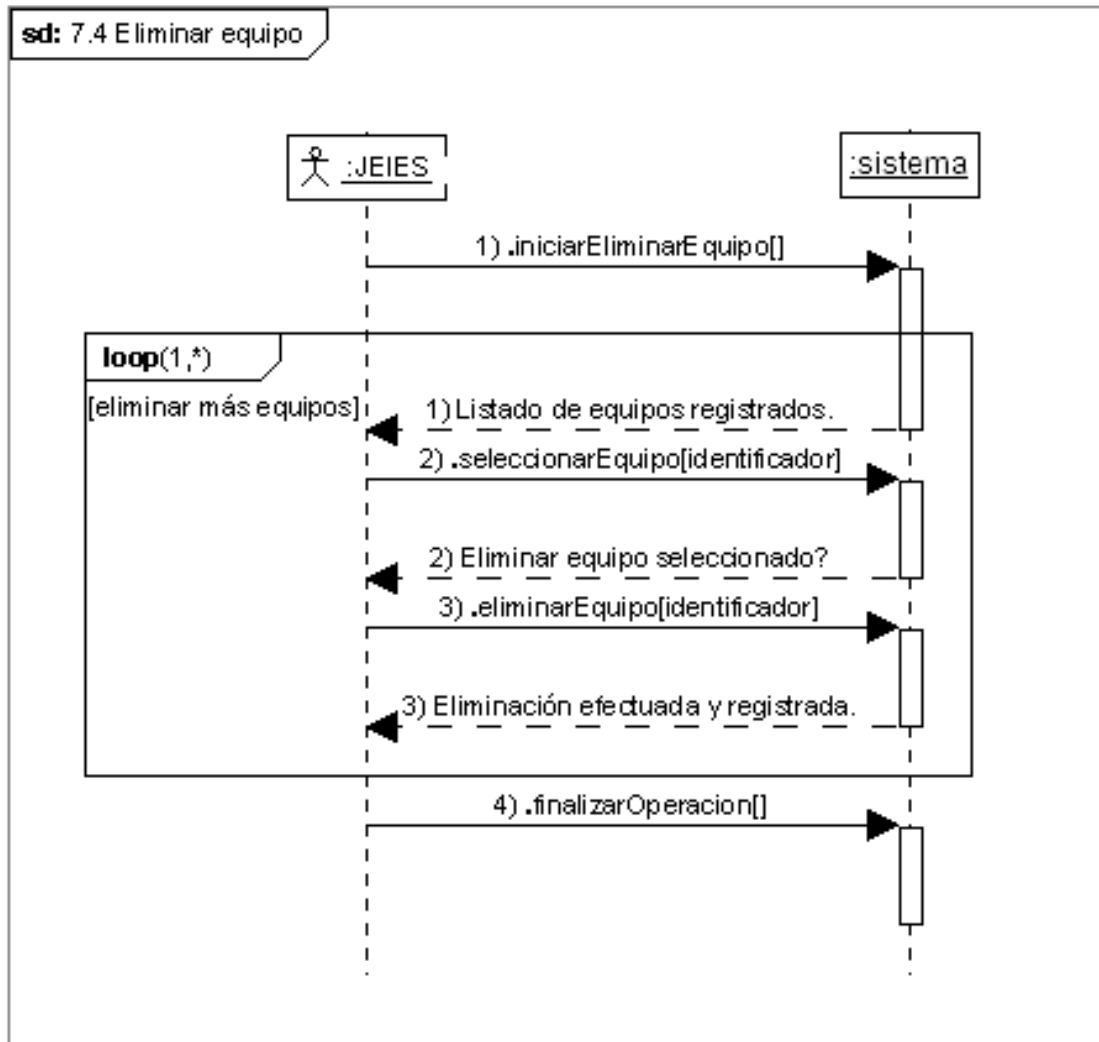 sd: 7.4 Eliminar equipo
:JEIES
:sistema
1) .iniciarEliminarEquipo[]
loop(1,*)
[eliminar más equipos]
1) Listado de equipos registrados.
2) .seleccionarEquipo[identificador]
2) Eliminar equipo seleccionado?
3) .eliminarEquipo[identificador]
3) Eliminación efectuada y registrada.
4) .finalizarOperacion[]